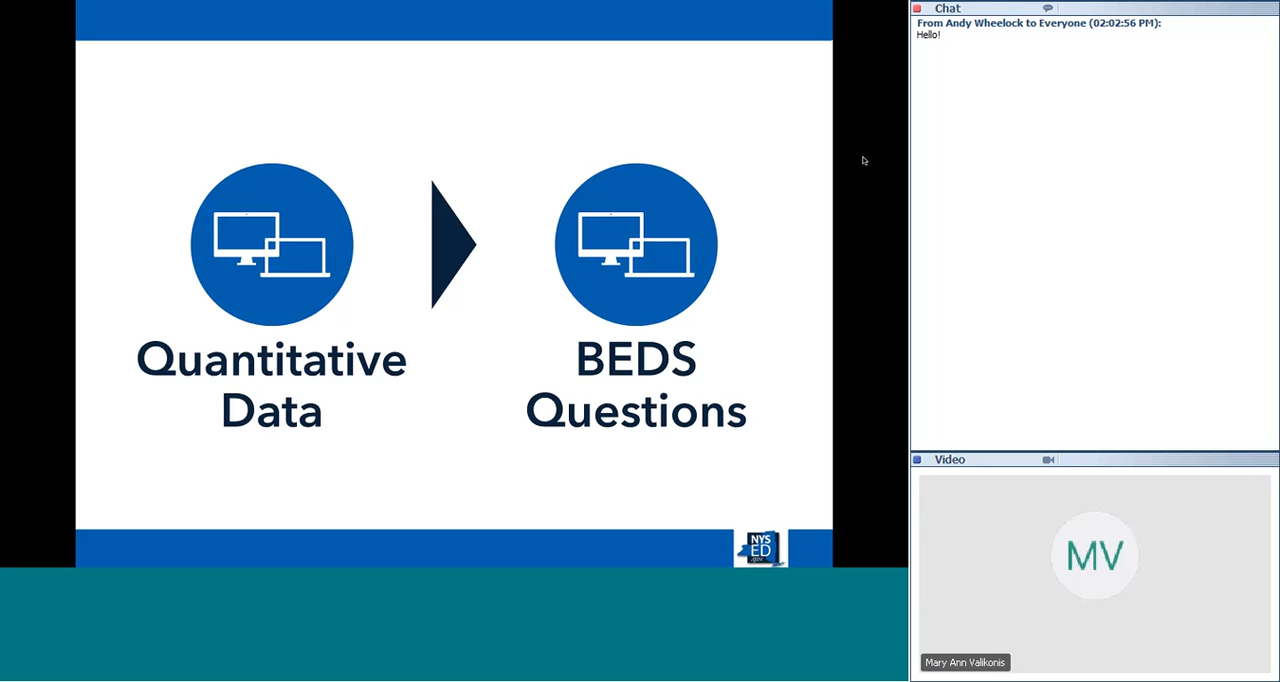 Quantitative
Data
BEDS
Questions
NYS
ED
.gov
Chat
From Andy Wheelock to Everyone (02:02:56 PM):
Hello!
Video
MV
Mary Ann Valikonis